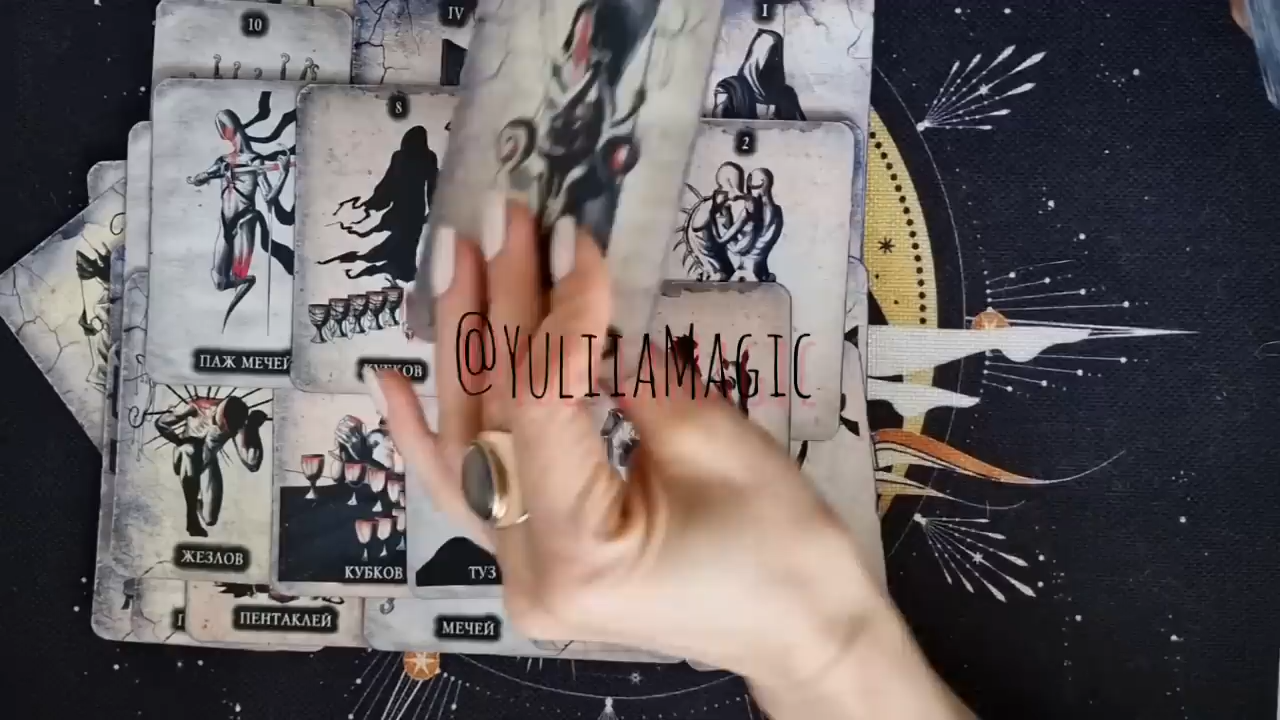 10
IV
I
8
2
ПАЖ МЕЧЕЙ
КУБКОВ
@YuliiaMagic
ЖЕЗЛОВ
КУБКОВ
ТУЗ
ПЕНТАКЛЕЙ
МЕЧЕЙ